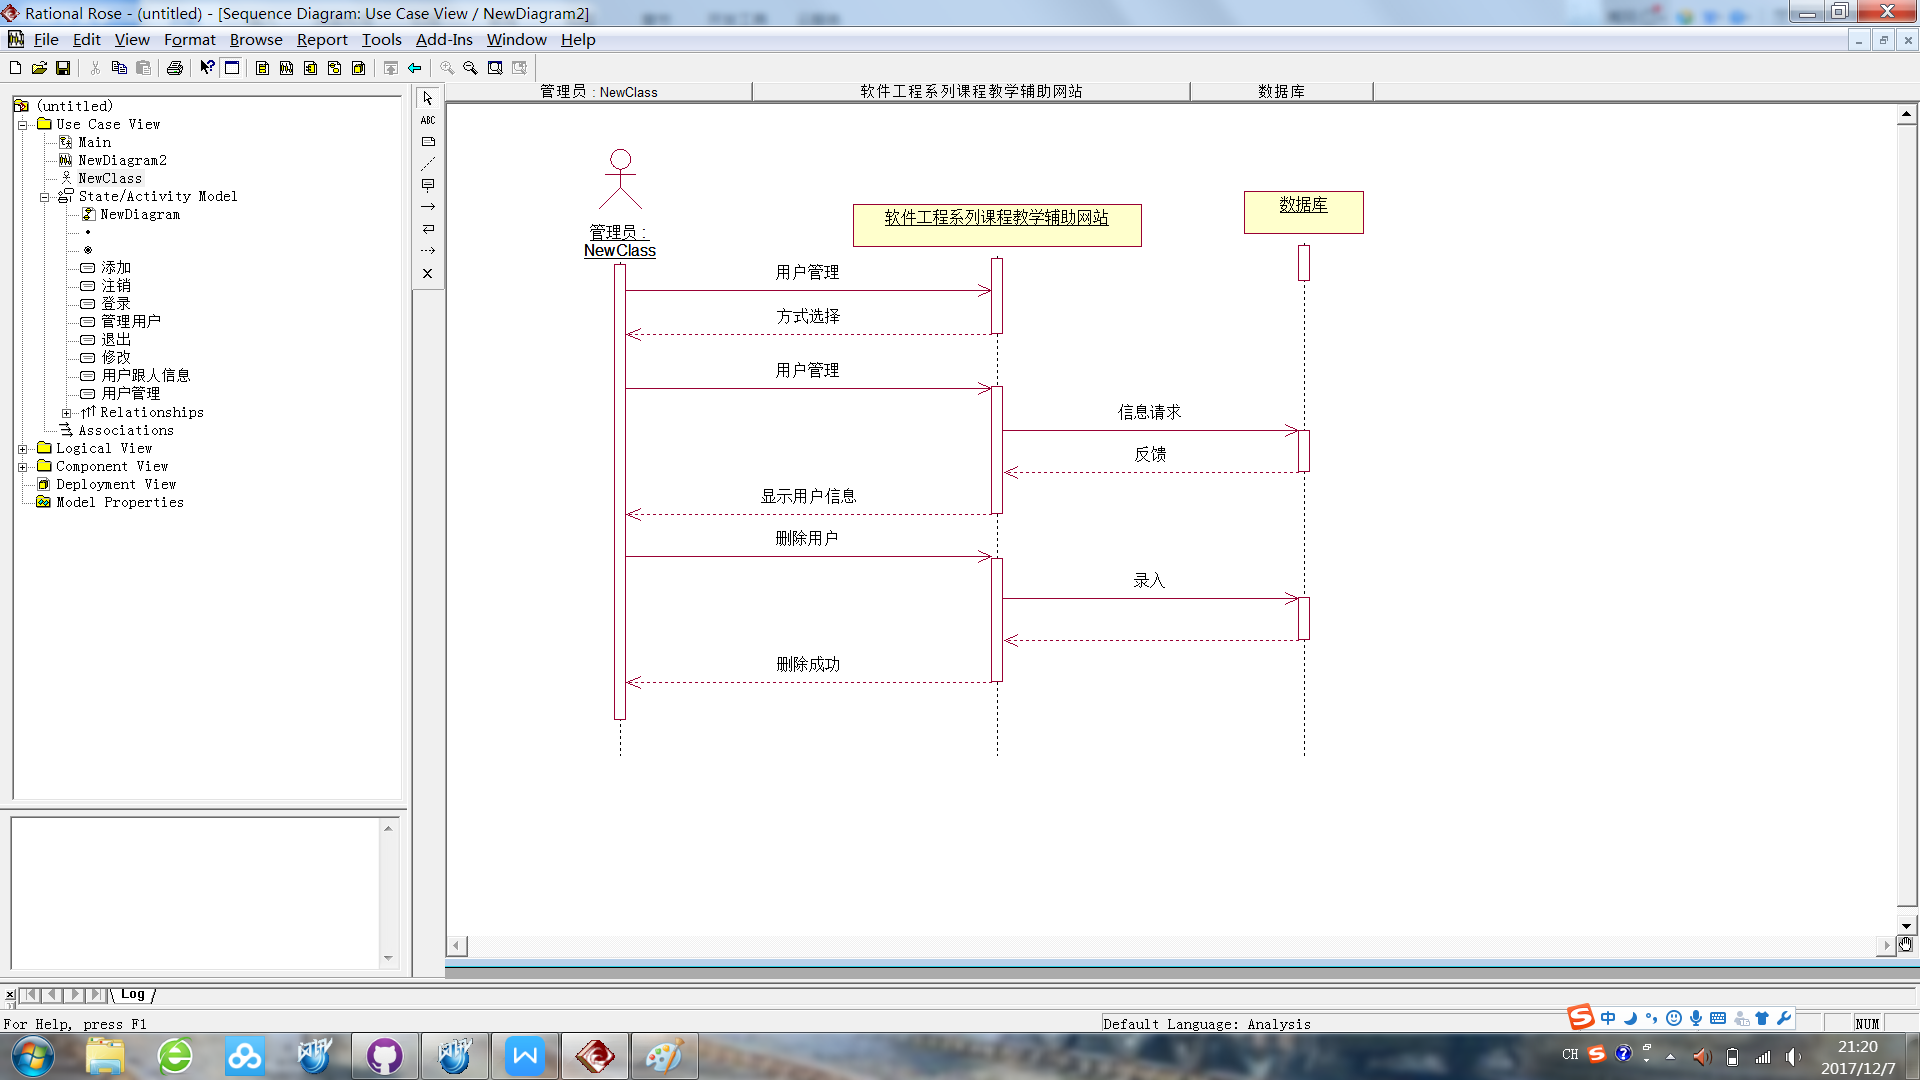 Rational Rose - (untitled) - [Sequence Diagram: Use Case View / NewDiagram2]
File Edit View Format Browse Report Tools Add-Ins Window Help
管理员 : NewClass
软件工程系列课程教学辅助网站
数据库
(untitled)
Use Case View
Main
NewDiagram2
NewClass
State/Activity Model
NewDiagram
添加
注销
登录
管理用户
退出
修改
用户跟人信息
用户管理
Relationships
Associations
Logical View
Component View
Deployment View
Model Properties
ABC
管理员 :
NewClass
软件工程系列课程教学辅助网站
数据库
用户管理
方式选择
用户管理
信息请求
反馈
显示用户信息
删除用户
录入
删除成功
Log
For Help, press F1
Default Language: Analysis
NUM
中
CH
21:20
2017/12/7